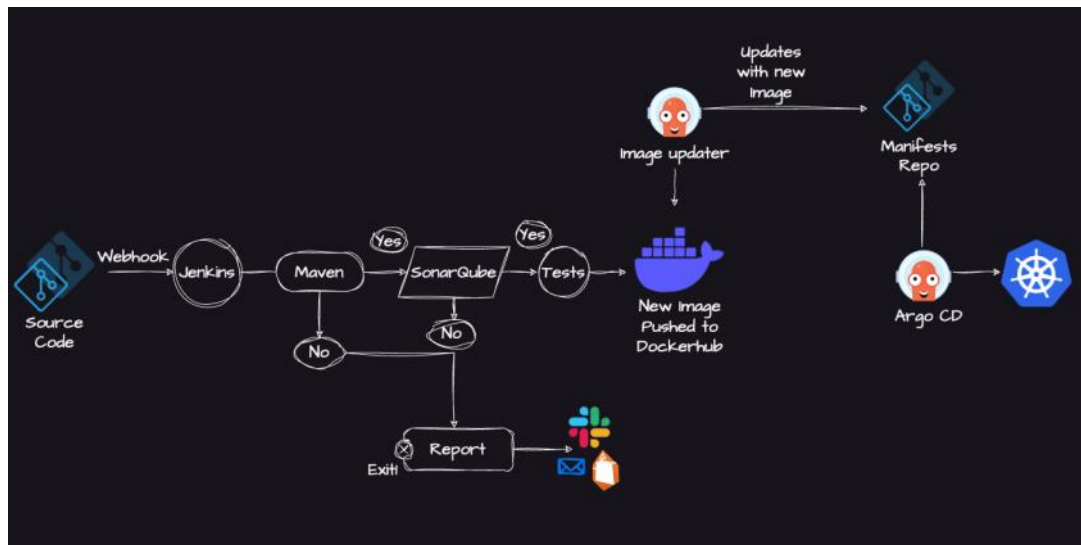 Updates
with new
Image
Image updater
Manifests
Repo
Yes
Yes
Webhook
Jenkins
Maven
SonarQube
Tests
Source
Code
New Image
Pushed to
Dockerhub
Argo CD
No
No
Report
Exit!